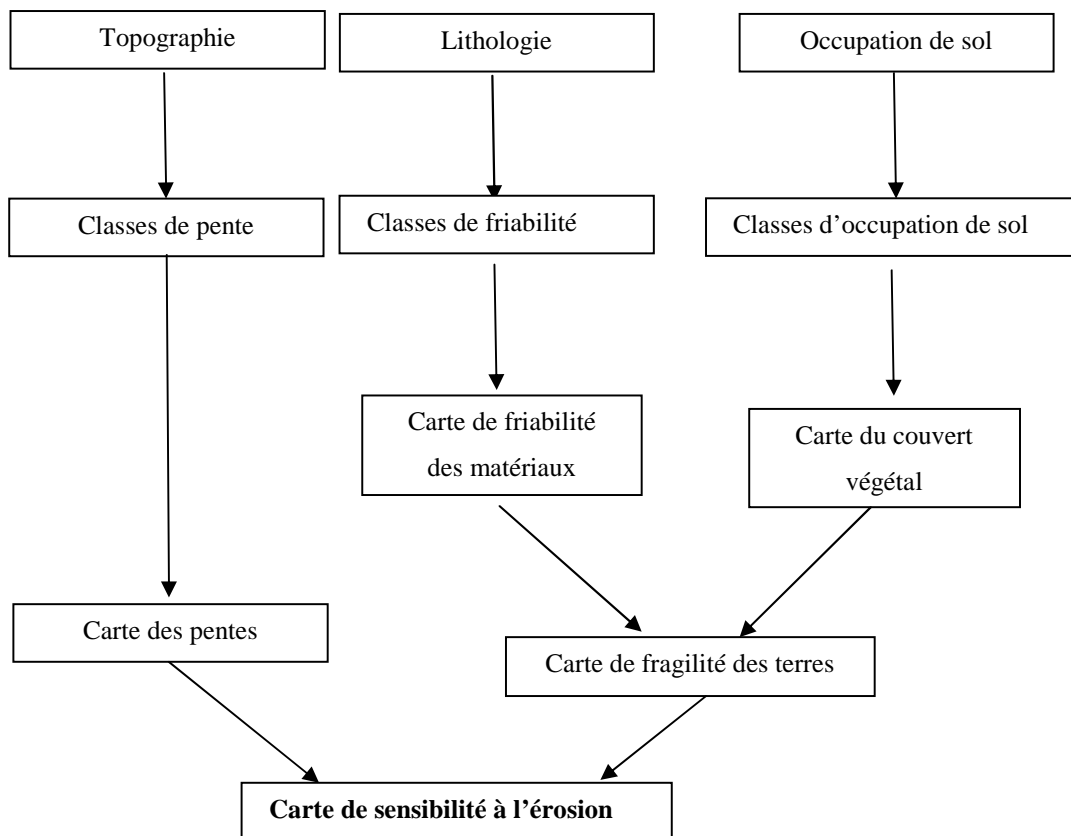 Topographie
Lithologie
Occupation de sol
Classes de pente
Classes de friabilité
Classes d’occupation de sol
Carte de friabilité
des matériaux
Carte du couvert
végétal
Carte des pentes
Carte de fragilité des terres
Carte de sensibilité à l’érosion